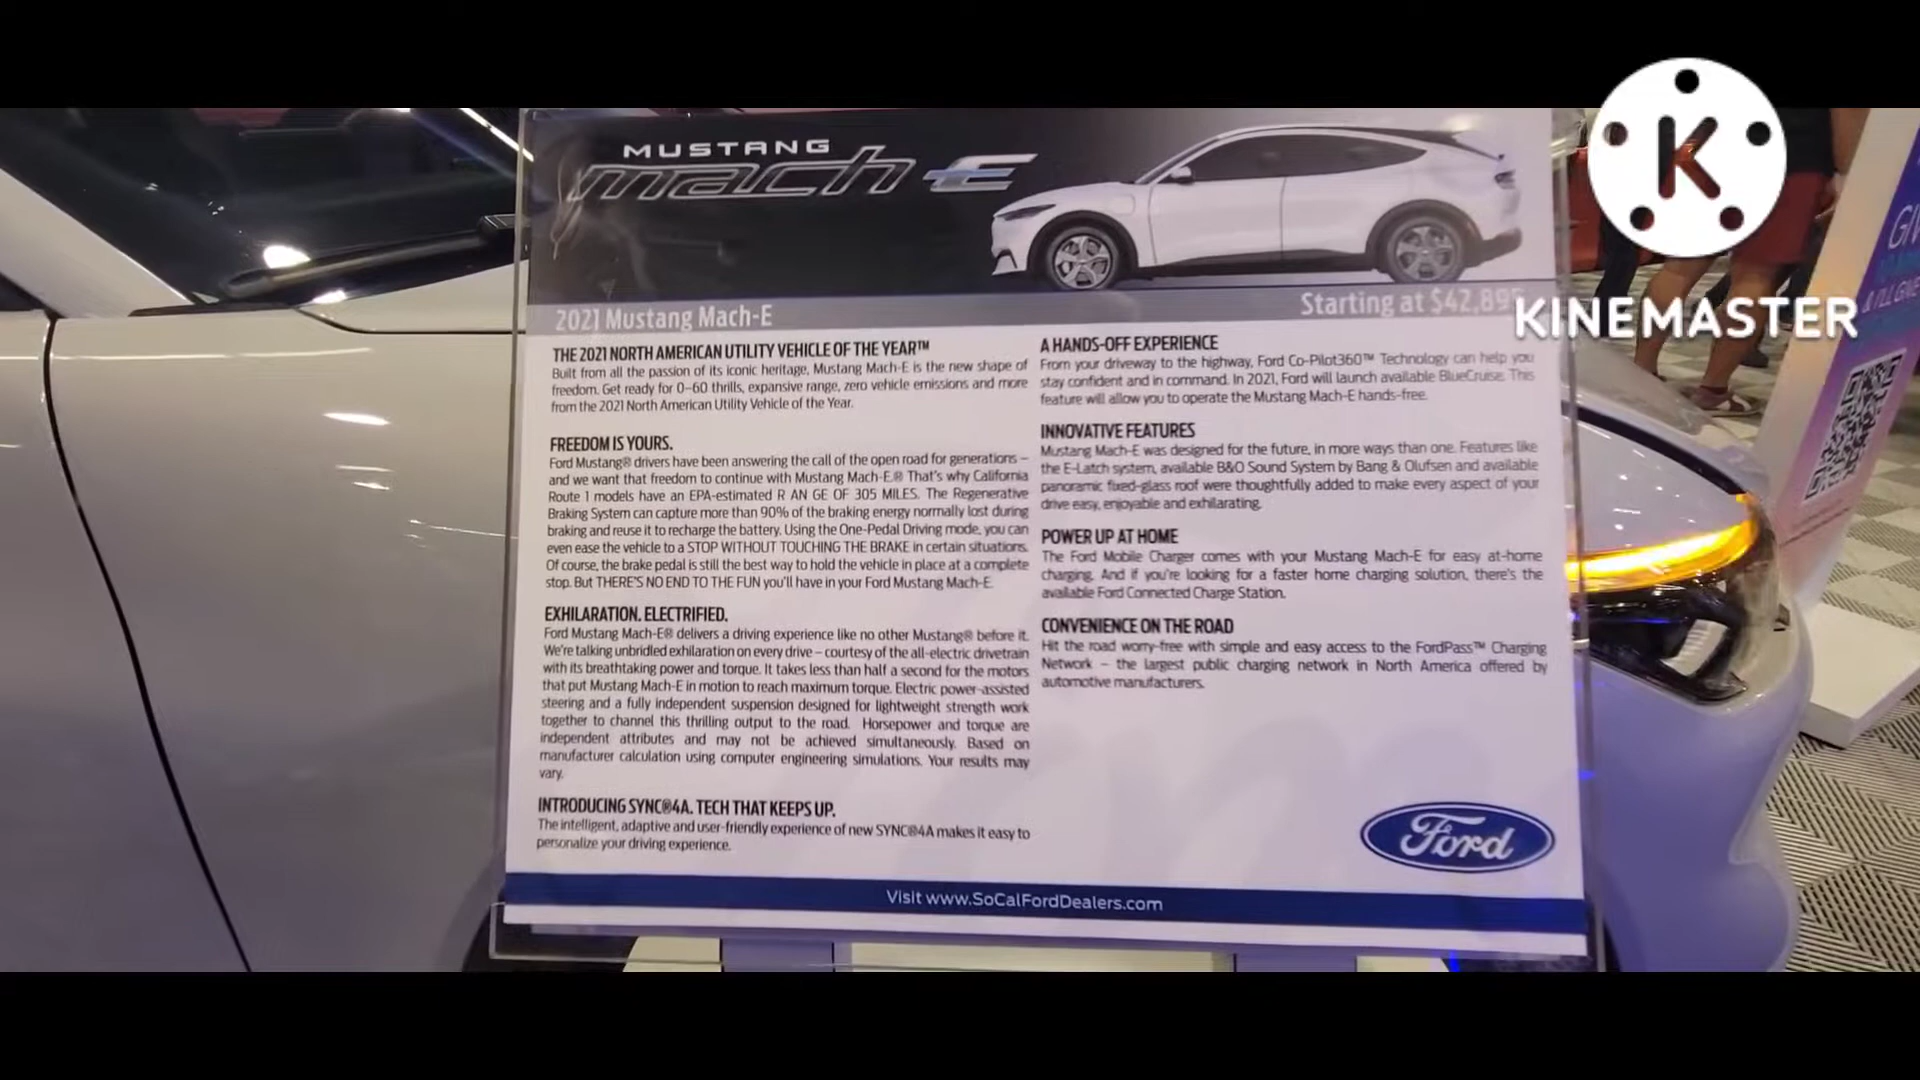 MUSTANG
mach-E
2021 Mustang Mach-E
Starting at $42,895
THE 2021 NORTH AMERICAN UTILITY VEHICLE OF THE YEAR™
Built from all the passion of its iconic heritage, Mustang Mach-E is the new shape of
freedom. Get ready for 0-60 thrills, expansive range, zero vehicle emissions and more
from the 2021 North American Utility Vehicle of the Year.
FREEDOM IS YOURS.
Ford Mustang® drivers have been answering the call of the open road for generations –
and we want that freedom to continue with Mustang Mach-E.® That's why California
Route 1 models have an EPA-estimated R AN GE OF 305 MILES. The Regenerative
Braking System can capture more than 90% of the braking energy normally lost during
braking and reuse it to recharge the battery. Using the One-Pedal Driving mode, you can
even ease the vehicle to a STOP WITHOUT TOUCHING THE BRAKE in certain situations.
Of course, the brake pedal is still the best way to hold the vehicle in place at a complete
stop. But THERE'S NO END TO THE FUN you'll have in your Ford Mustang Mach-E.
EXHILARATION. ELECTRIFIED.
Ford Mustang Mach-E® delivers a driving experience like no other Mustang® before it.
We're talking unbridled exhilaration on every drive – courtesy of the all-electric drivetrain
with its breathtaking power and torque. It takes less than half a second for the motors
that put Mustang Mach-E in motion to reach maximum torque. Electric power-assisted
steering and a fully independent suspension designed for lightweight strength work
together to channel this thrilling output to the road. Horsepower and torque are
independent attributes and may not be achieved simultaneously. Based on
manufacturer calculation using computer engineering simulations. Your results may
vary.
INTRODUCING SYNC®4A. TECH THAT KEEPS UP.
The intelligent, adaptive and user-friendly experience of new SYNC®4A makes it easy to
personalize your driving experience.
A HANDS-OFF EXPERIENCE
From your driveway to the highway, Ford Co-Pilot360™ Technology can help you
stay confident and in command. In 2021, Ford will launch available BlueCruise. This
feature will allow you to operate the Mustang Mach-E hands-free.
INNOVATIVE FEATURES
Mustang Mach-E was designed for the future, in more ways than one. Features like
the E-Latch system, available B&O Sound System by Bang & Olufsen and available
panoramic fixed-glass roof were thoughtfully added to make every aspect of your
drive easy, enjoyable and exhilarating.
POWER UP AT HOME
The Ford Mobile Charger comes with your Mustang Mach-E for easy at-home
charging. And if you're looking for a faster home charging solution, there's the
available Ford Connected Charge Station.
CONVENIENCE ON THE ROAD
Hit the road worry-free with simple and easy access to the FordPass™ Charging
Network – the largest public charging network in North America offered by
automotive manufacturers.
Ford
Visit www.SoCalFordDealers.com
K
KINEMASTER